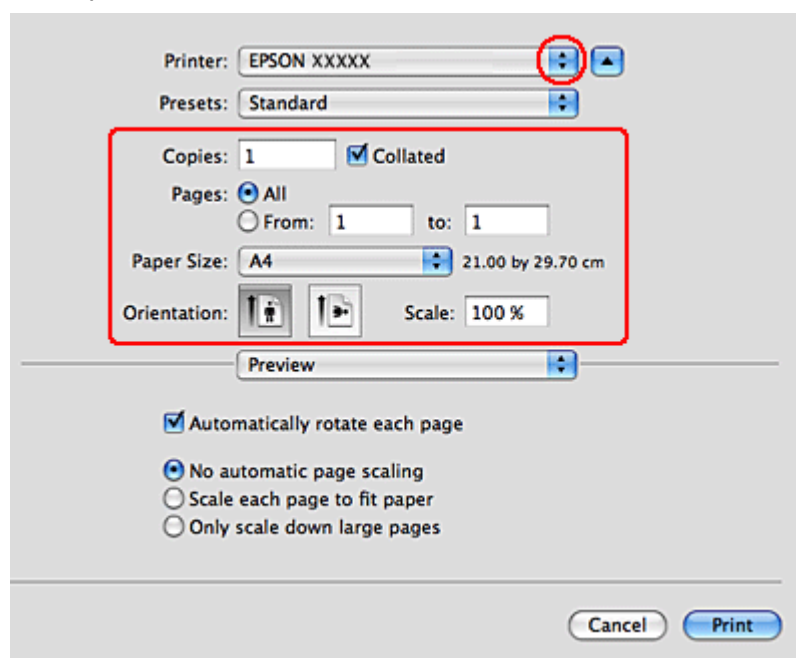 Printer: EPSON XXXXX
Presets: Standard
Copies: 1 Collated
Pages: All
From: 1 to: 1
Paper Size: A4 21.00 by 29.70 cm
Orientation: Scale: 100 %
Preview
Automatically rotate each page
No automatic page scaling
Scale each page to fit paper
Only scale down large pages
Cancel Print